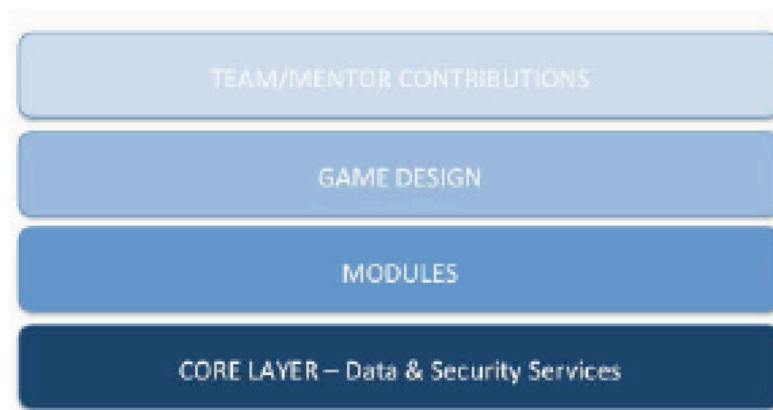 TEAM/MENTOR CONTRIBUTIONS
GAME DESIGN
MODULES
CORE LAYER – Data & Security Services